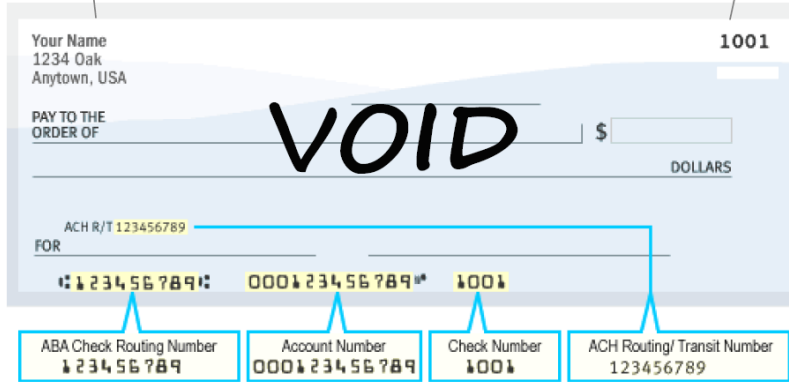 Your Name
1001
1234 Oak
Anytown, USA
PAY TO THE
ORDER OF
VOID
$
DOLLARS
ACH R/T 123456789
FOR
⑆123456789⑆ 000123456789⑈ 1001
ABA Check Routing Number
123456789
Account Number
000123456789
Check Number
1001
ACH Routing/ Transit Number
123456789